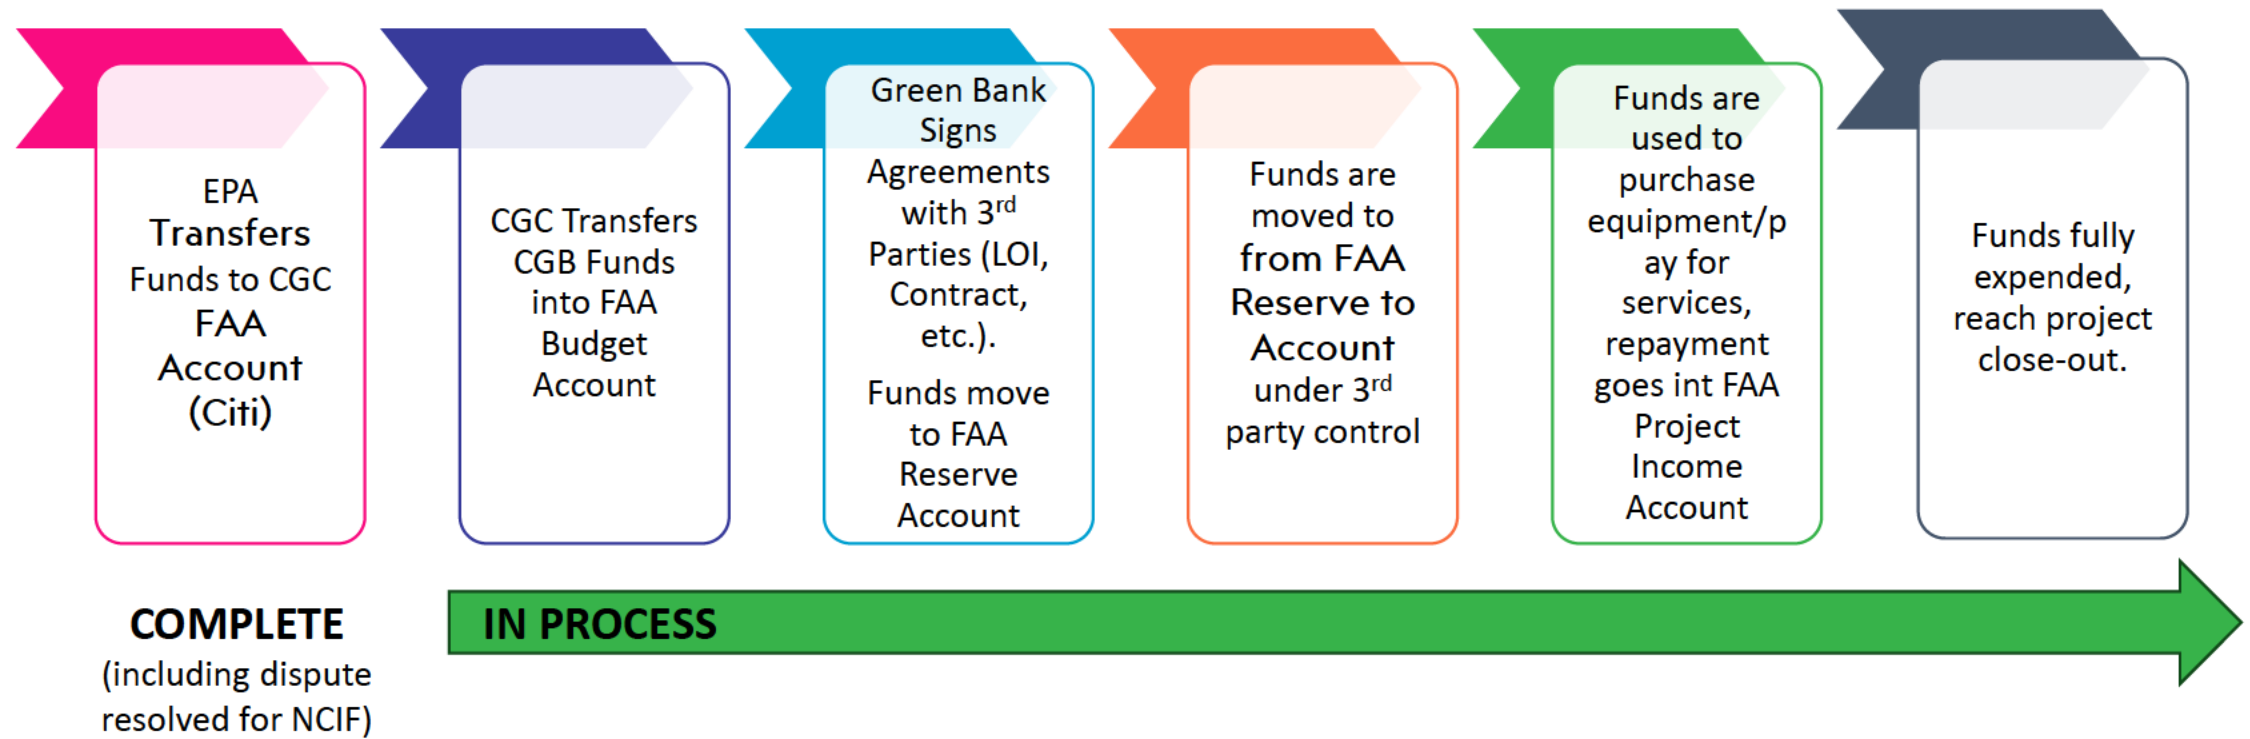 EPA
Transfers
Funds to CGC
FAA
Account
(Citi)
CGC Transfers
CGB Funds
into FAA
Budget
Account
Green Bank
Signs
Agreements
with 3rd
Parties (LOI,
Contract,
etc.).
Funds move
to FAA
Reserve
Account
Funds are
moved to
from FAA
Reserve to
Account
under 3rd
party control
Funds are
used to
purchase
equipment/p
ay for
services,
repayment
goes int FAA
Project
Income
Account
Funds fully
expended,
reach project
close-out.
COMPLETE
(including dispute
resolved for NCIF)
IN PROCESS